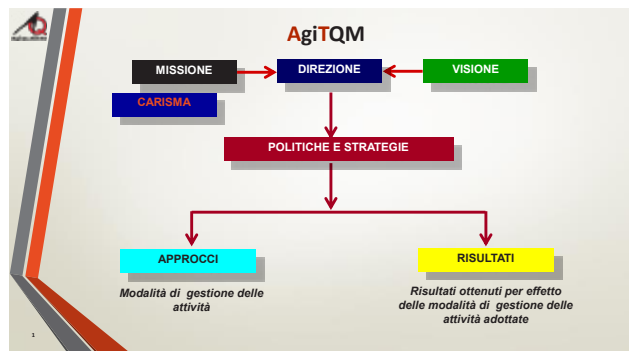 AgiTQM
MISSIONE
DIREZIONE
VISIONE
CARISMA
POLITICHE E STRATEGIE
APPROCCI
RISULTATI
Modalità di gestione delle
attività
Risultati ottenuti per effetto
delle modalità di gestione delle
attività adottate
1